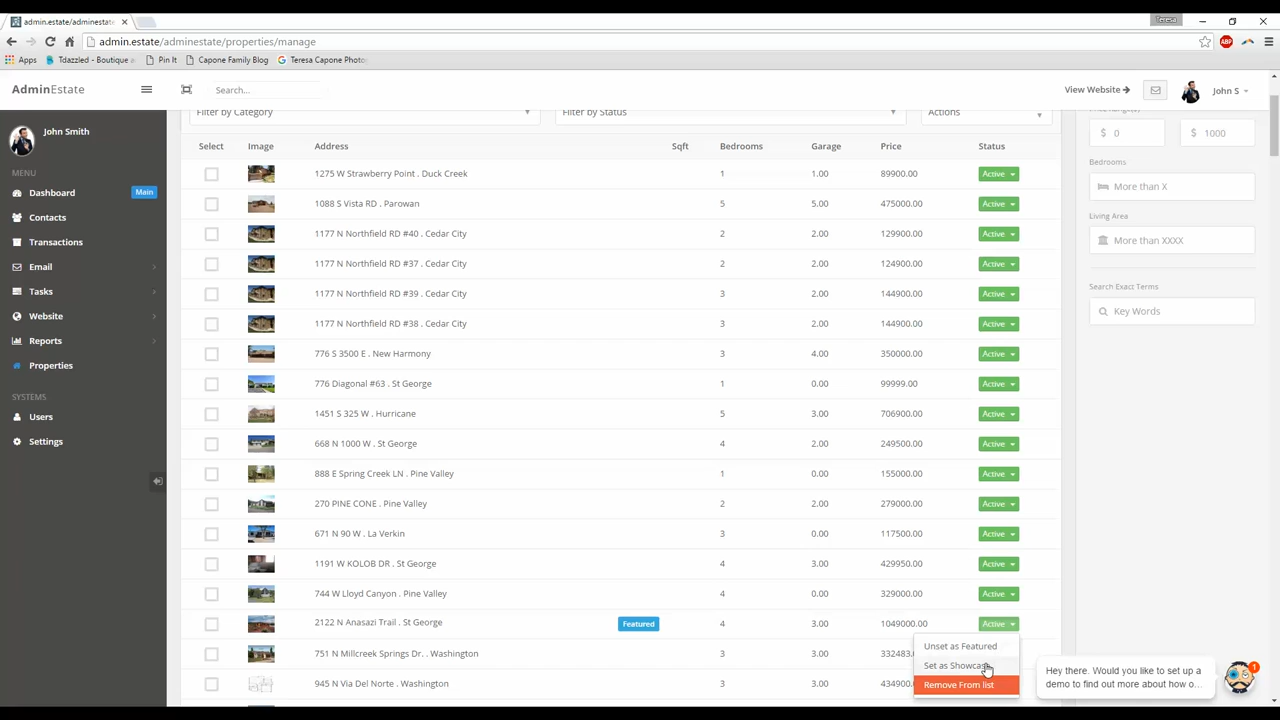 admin.estate/adminestate
Teresa
admin.estate/adminestate/properties/manage
ABP
Apps
Tdazzled - Boutique a
Pin It
Capone Family Blog
Teresa Capone Photo
AdminEstate
Search...
View Website
John S
John Smith
MENU
Dashboard
Main
Contacts
Transactions
Email
Tasks
Website
Reports
Properties
SYSTEMS
Users
Settings
Filter by Category
Filter by Status
Actions
Select Image Address Sqft Bedrooms Garage Price Status
1275 W Strawberry Point . Duck Creek 1 1.00 89900.00 Active
1088 S Vista RD . Parowan 5 5.00 475000.00 Active
1177 N Northfield RD #40 . Cedar City 2 2.00 129900.00 Active
1177 N Northfield RD #37 . Cedar City 2 2.00 124900.00 Active
1177 N Northfield RD #39 . Cedar City 3 2.00 144900.00 Active
1177 N Northfield RD #38 . Cedar City 3 2.00 144900.00 Active
776 S 3500 E . New Harmony 3 4.00 350000.00 Active
776 Diagonal #63 . St George 1 0.00 99999.00 Active
1451 S 325 W . Hurricane 5 3.00 706900.00 Active
668 N 1000 W . St George 4 2.00 249500.00 Active
888 E Spring Creek LN . Pine Valley 1 0.00 155000.00 Active
270 PINE CONE . Pine Valley 2 2.00 279000.00 Active
671 N 90 W . La Verkin 3 0.00 117500.00 Active
1191 W KOLOB DR . St George 4 3.00 429950.00 Active
744 W Lloyd Canyon . Pine Valley 4 0.00 329000.00 Active
2122 N Anasazi Trail . St George Featured 4 3.00 1049000.00 Active
751 N Millcreek Springs Dr. . Washington 3 3.00 332483.
945 N Via Del Norte . Washington 3 3.00 434900.
Unset as Featured
Set as Showcase
Remove From list
$ 0
$ 1000
Bedrooms
More than X
Living Area
More than XXXX
Search Exact Terms
Key Words
Hey there. Would you like to set up a
demo to find out more about how o...
1